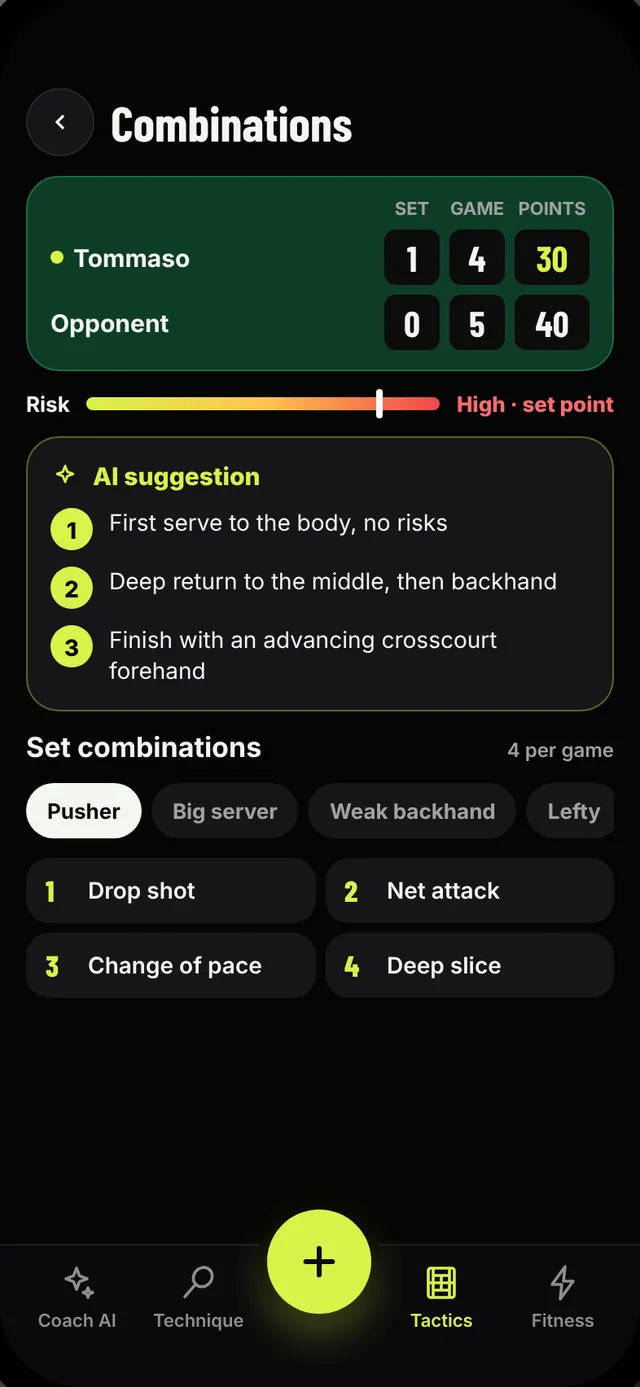 Combinations
SET GAME POINTS
Tommaso 1 4 30
Opponent 0 5 40
Risk High · set point
AI suggestion
1 First serve to the body, no risks
2 Deep return to the middle, then backhand
3 Finish with an advancing crosscourt
forehand
Set combinations 4 per game
Pusher Big server Weak backhand Lefty
1 Drop shot 2 Net attack
3 Change of pace 4 Deep slice
Coach AI Technique Tactics Fitness